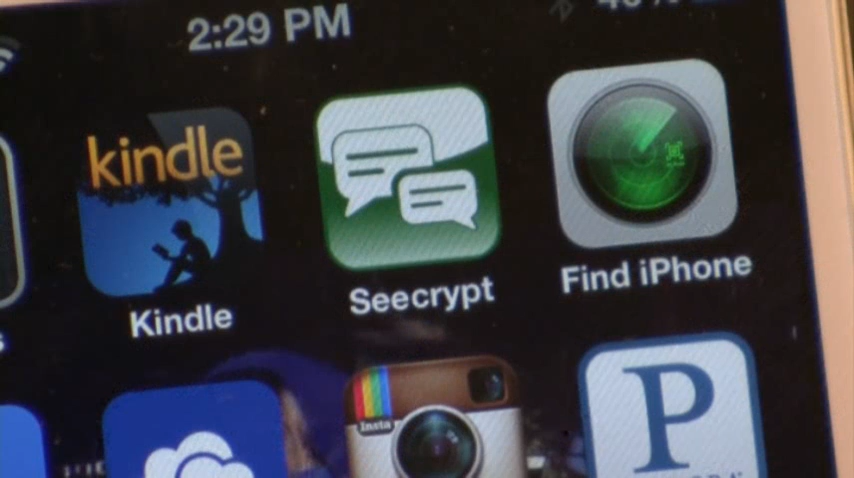 2:29 PM
kindle
Kindle
Seecrypt
Find iPhone
Insta
P